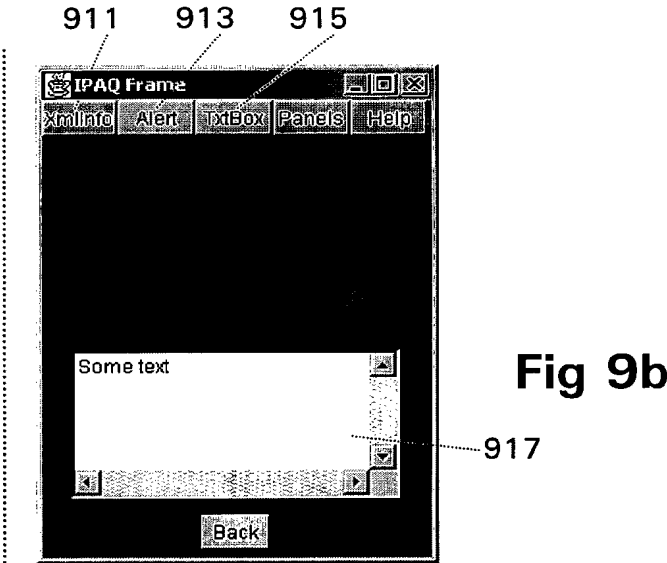 911 913 915
IPAQ Frame
XmlInfo Alert TxtBox Panels Help
Some text
Fig 9b
917
Back